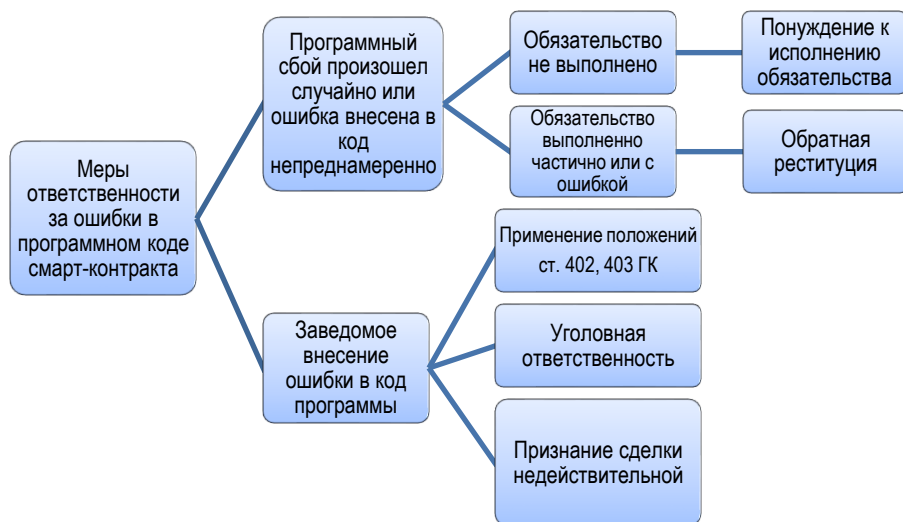 Меры
ответственности
за ошибки в
программном коде
смарт-контракта
Программный
сбой произошел
случайно или
ошибка внесена в
код
непреднамеренно
Обязательство
не выполнено
Понуждение к
исполнению
обязательства
Обязательство
выполненно
частично или с
ошибкой
Обратная
реституция
Заведомое
внесение
ошибки в код
программы
Применение положений
ст. 402, 403 ГК
Уголовная
ответственность
Признание сделки
недействительной